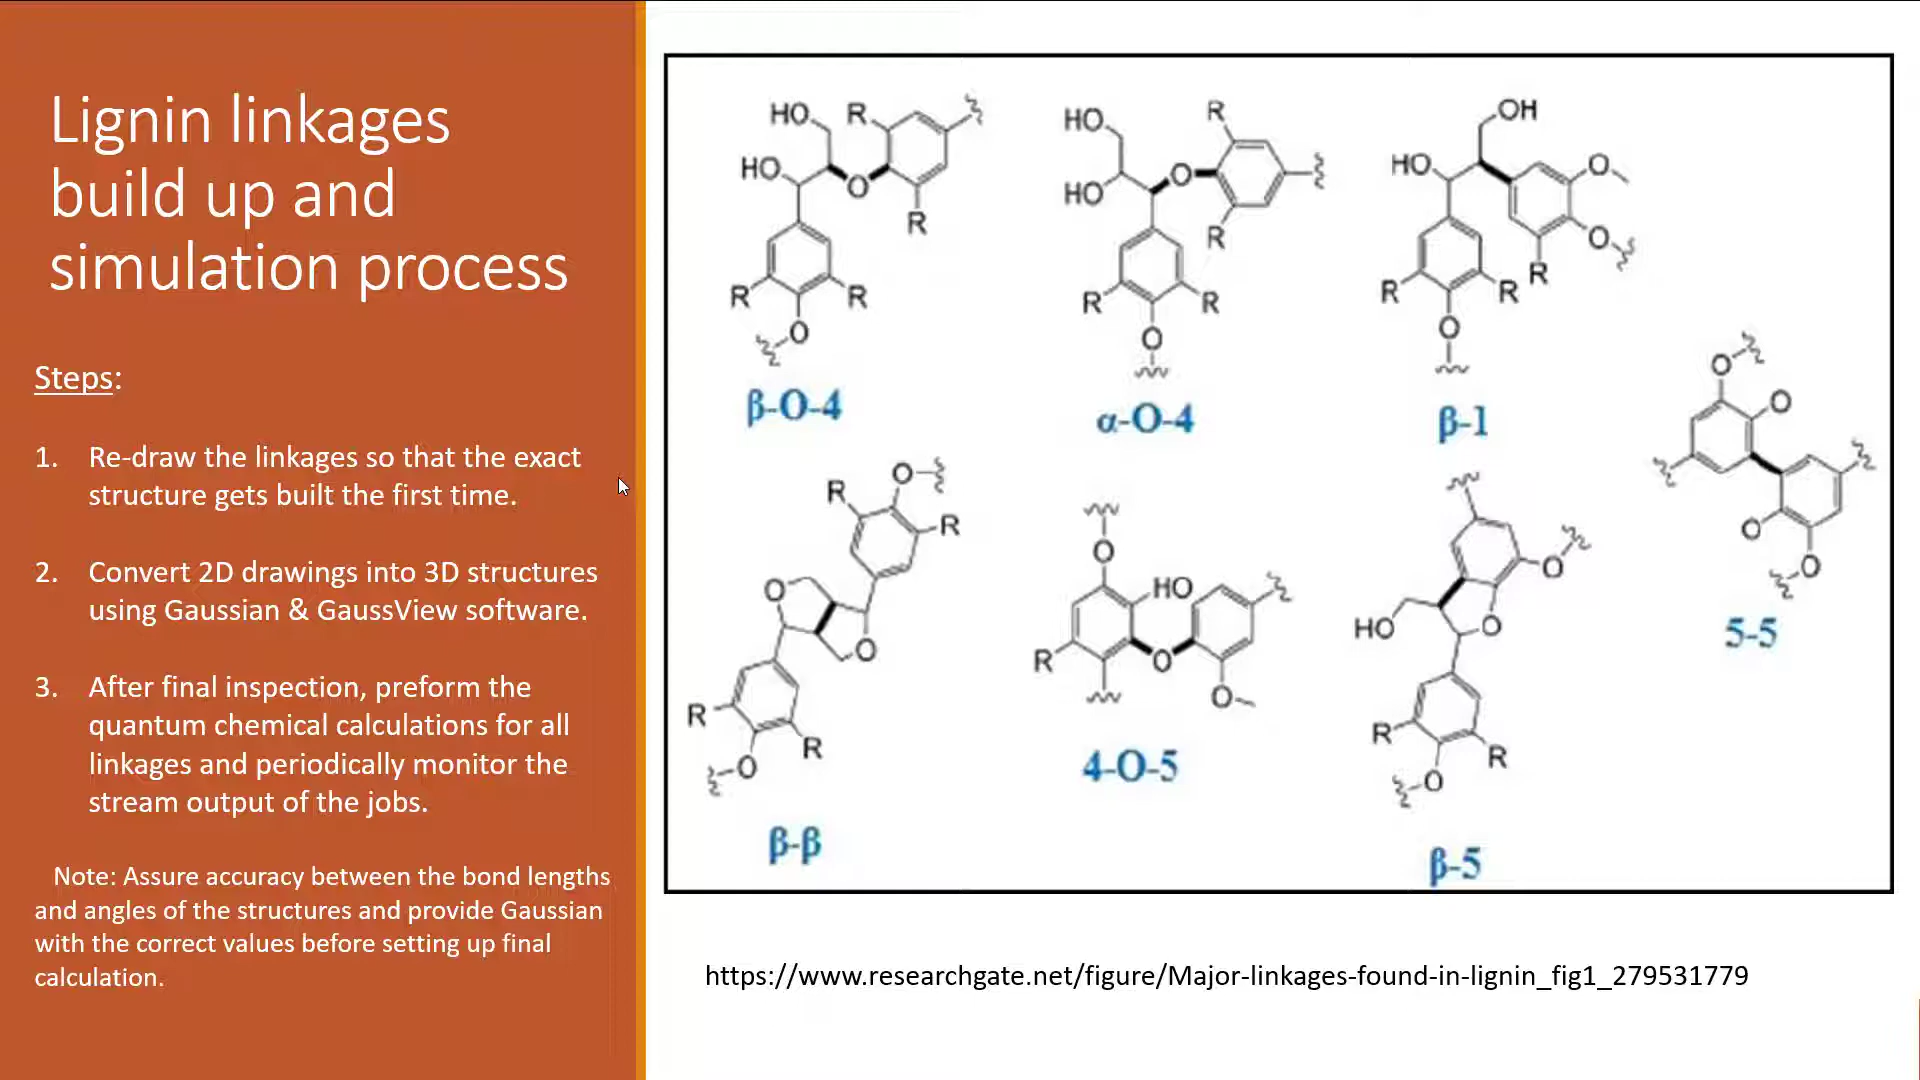 Lignin linkages
build up and
simulation process
Steps:
1. Re-draw the linkages so that the exact
structure gets built the first time.
2. Convert 2D drawings into 3D structures
using Gaussian & GaussView software.
3. After final inspection, preform the
quantum chemical calculations for all
linkages and periodically monitor the
stream output of the jobs.
Note: Assure accuracy between the bond lengths
and angles of the structures and provide Gaussian
with the correct values before setting up final
calculation.
HO
R
HO
O
R
R
R
O
β-O-4
HO
R
O
HO
R
R
R
O
α-O-4
OH
HO
O
O
R
R
R
O
β-1
O
O
O
O
5-5
O
R
R
O
O
R
R
O
β-β
O
HO
R
O
O
4-O-5
O
HO
O
R
R
O
β-5
https://www.researchgate.net/figure/Major-linkages-found-in-lignin_fig1_279531779